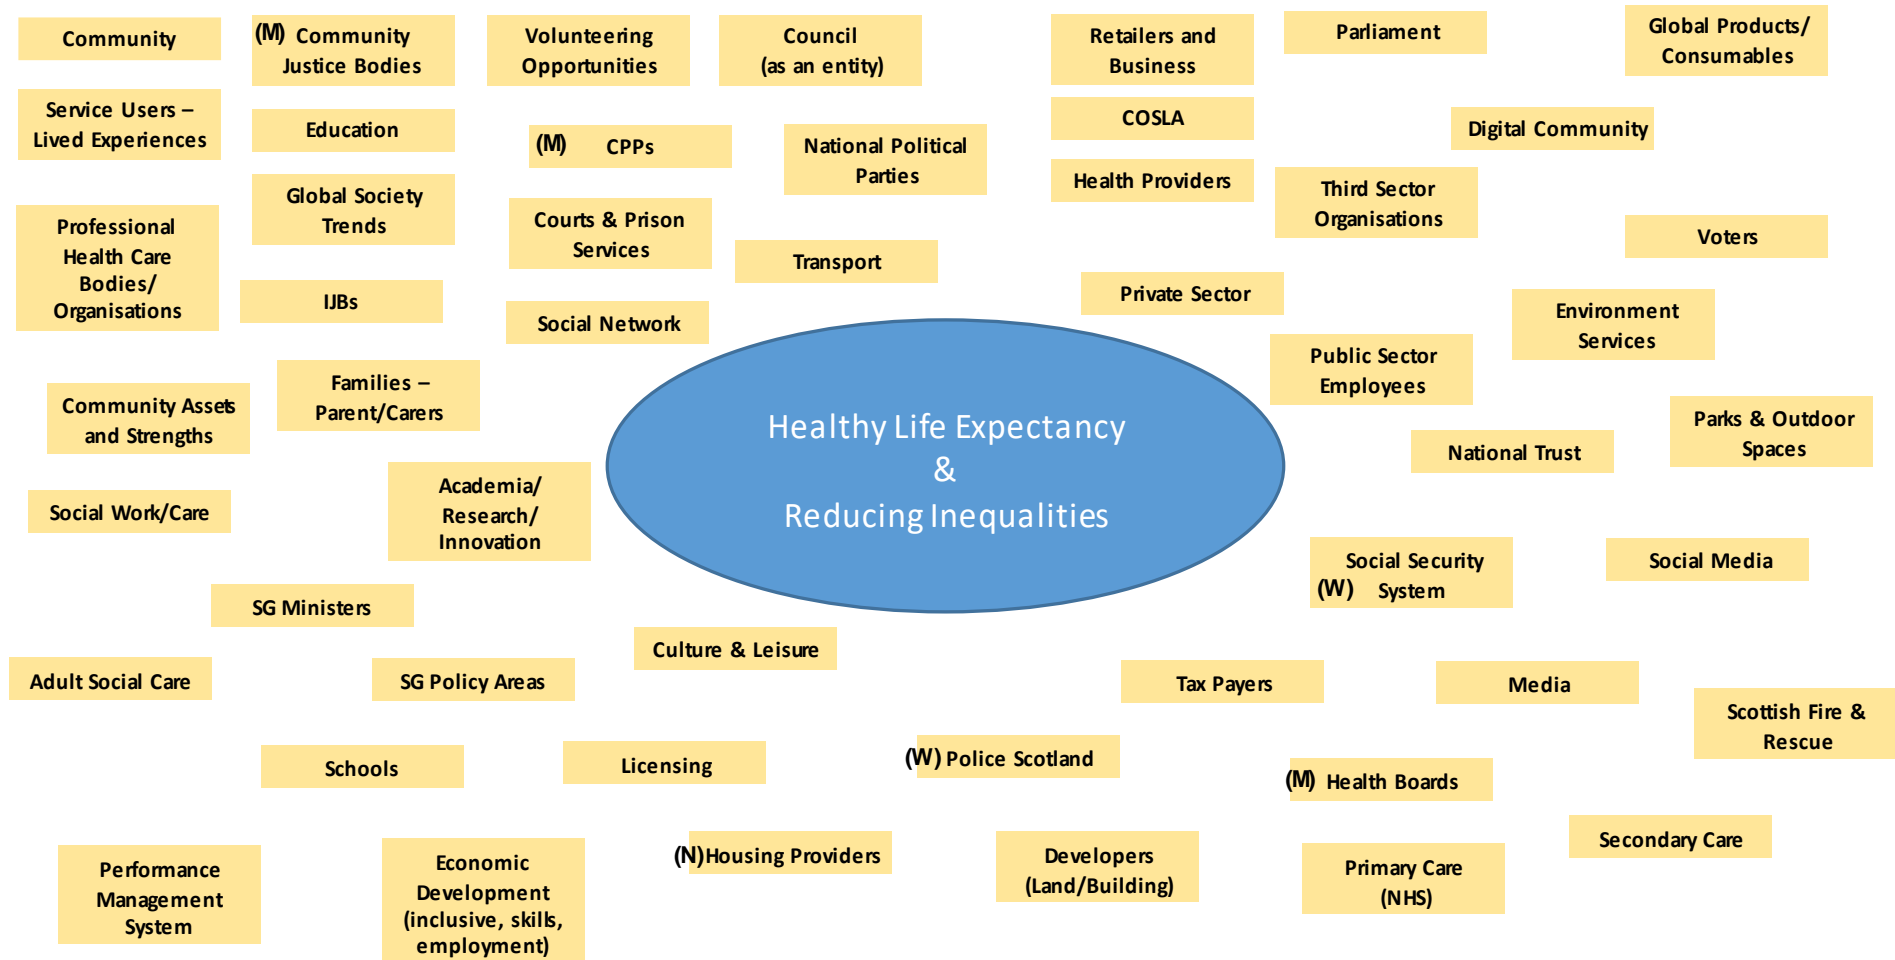 Community
(M) Community
Justice Bodies
Volunteering
Opportunities
Council
(as an entity)
Retailers and
Business
Parliament
Global Products/
Consumables
Service Users –
Lived Experiences
Education
(M) CPPs
National Political
Parties
COSLA
Digital Community
Health Providers
Global Society
Trends
Third Sector
Organisations
Professional
Health Care
Bodies/
Organisations
Courts & Prison
Services
Transport
Voters
IJBs
Social Network
Private Sector
Environment
Services
Public Sector
Employees
Families –
Parent/Carers
Community Assets
and Strengths
Healthy Life Expectancy
&
Reducing Inequalities
National Trust
Parks & Outdoor
Spaces
Social Work/Care
Academia/
Research/
Innovation
Social Security
(W) System
Social Media
SG Ministers
Culture & Leisure
Adult Social Care
SG Policy Areas
Tax Payers
Media
Scottish Fire &
Rescue
Schools
Licensing
(W) Police Scotland
(M) Health Boards
Secondary Care
Performance
Management
System
Economic
Development
(inclusive, skills,
employment)
(N)Housing Providers
Developers
(Land/Building)
Primary Care
(NHS)